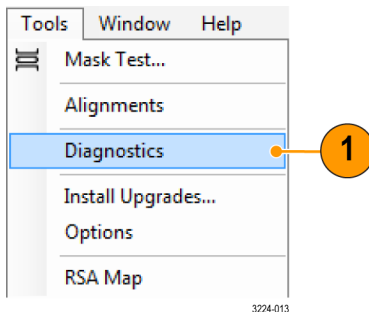 Tools Window Help
Mask Test...
Alignments
Diagnostics 1
Install Upgrades...
Options
RSA Map
3224-013